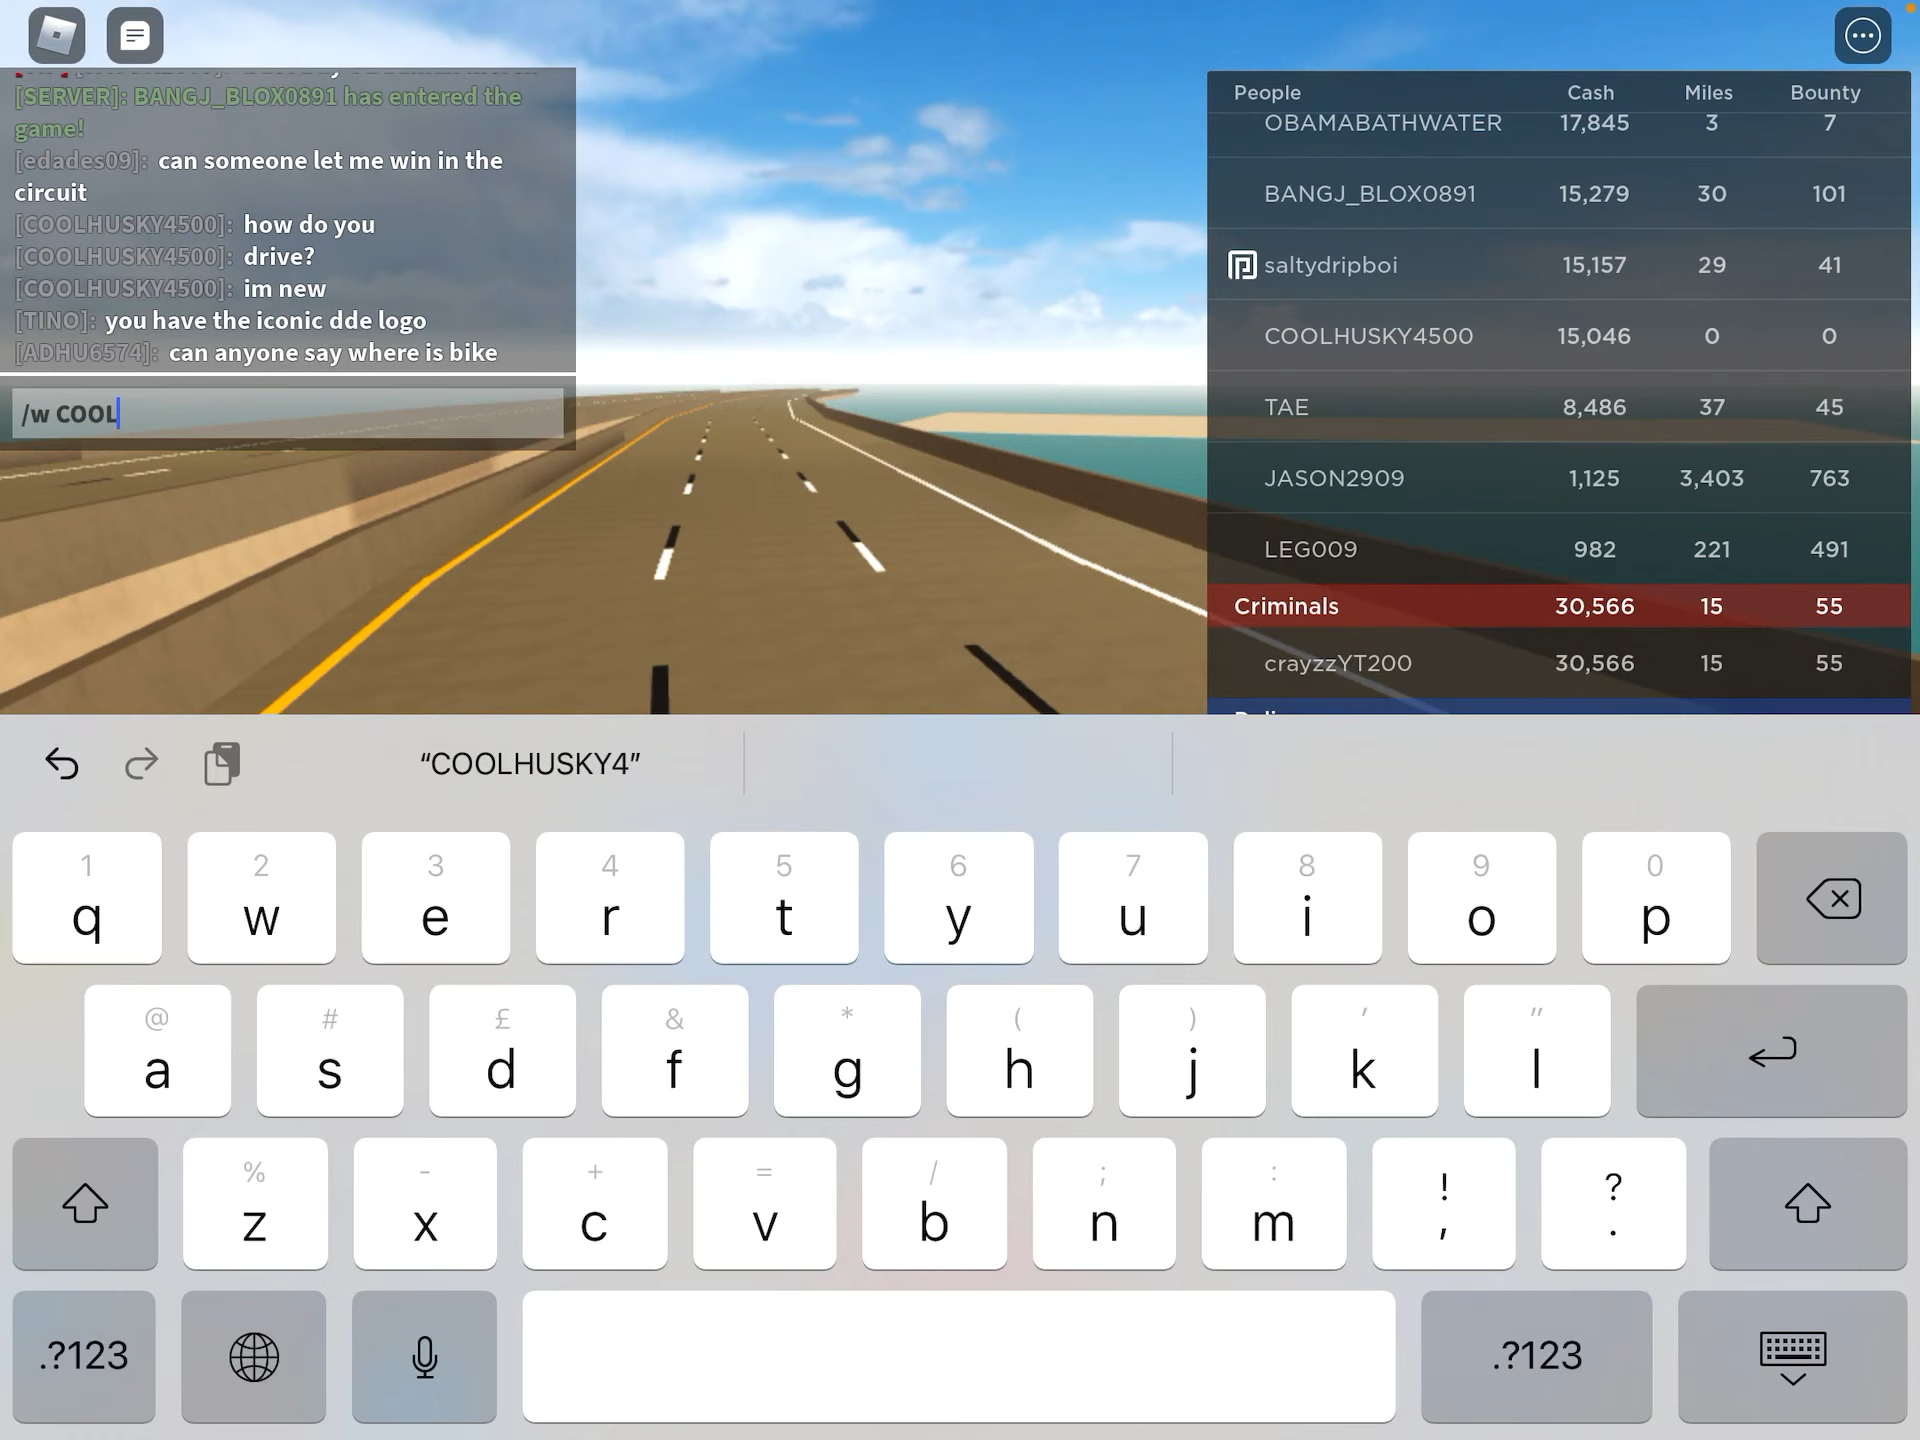 [SERVER]: BANGJ_BLOX0891 has entered the
game!
[edades09]: can someone let me win in the
circuit
[COOLHUSKY4500]: how do you
[COOLHUSKY4500]: drive?
[COOLHUSKY4500]: im new
[TINO]: you have the iconic dde logo
[ADHU6574]: can anyone say where is bike
/w COOL
People Cash Miles Bounty
OBAMABATHWATER 17,845 3 7
BANGJ_BLOX0891 15,279 30 101
saltydripboi 15,157 29 41
COOLHUSKY4500 15,046 0 0
TAE 8,486 37 45
JASON2909 1,125 3,403 763
LEG009 982 221 491
Criminals 30,566 15 55
crayzzYT200 30,566 15 55
“COOLHUSKY4”
1 2 3 4 5 6 7 8 9 0
q w e r t y u i o p
@ # £ & * ( ) ' "
a s d f g h j k l
% - + = / ; : ! ?
z x c v b n m , .
.?123 .?123